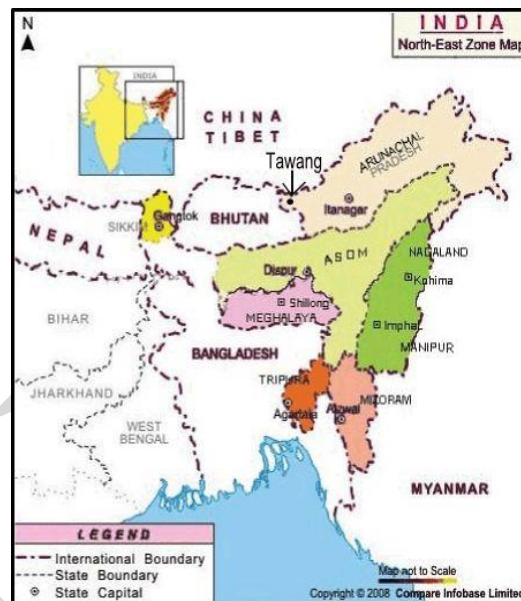 INDIA
North-East Zone Map
N
INDIA
CHINA
TIBET
Tawang
ARUNACHAL
PRADESH
Itanagar
BHUTAN
Gangtok
SIKKIM
NEPAL
ASOM
NAGALAND
Dispur
Kohima
Shillong
MEGHALAYA
BIHAR
Imphal
MANIPUR
BANGLADESH
TRIPURA
MIZORAM
JHARKHAND
Agartala
Aizwal
WEST
BENGAL
MYANMAR
LEGEND
International Boundary
State Boundary
State Capital
Map not to Scale
Copyright © 2008 Compare Infobase Limited